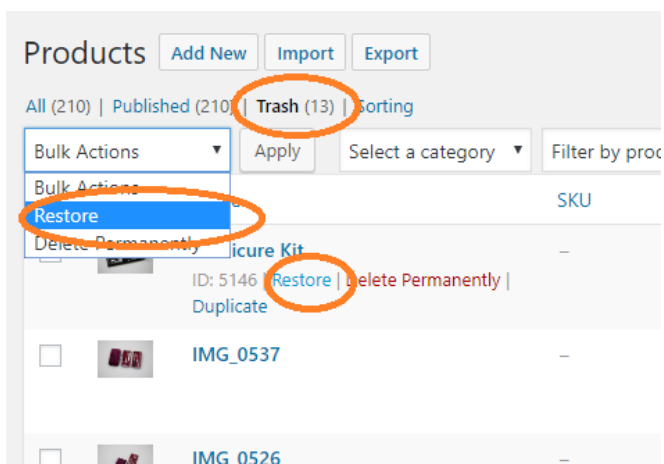 Products Add New Import Export
All (210) | Published (210) | Trash (13) | Sorting
Bulk Actions Apply Select a category Filter by prod
Bulk Actions
Restore SKU
Delete Permanently
icure Kit –
ID: 5146 | Restore | Delete Permanently |
Duplicate
IMG_0537 –
IMG_0526 –